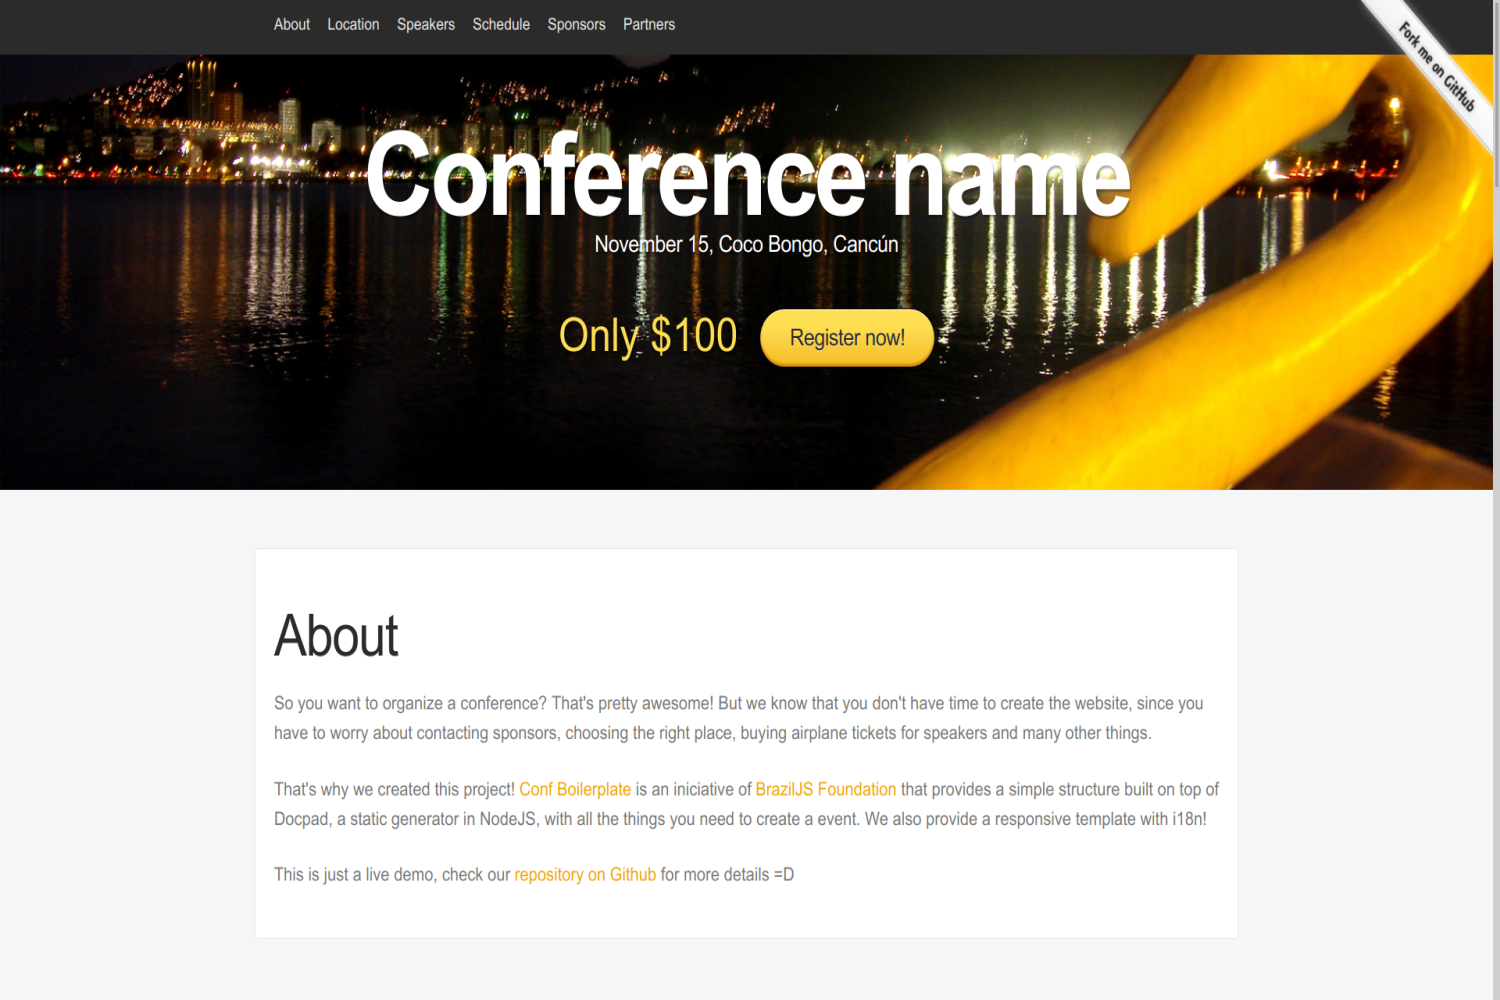 About Location Speakers Schedule Sponsors Partners
Fork me on GitHub
Conference name
November 15, Coco Bongo, Cancún
Only $100 Register now!
About
So you want to organize a conference? That's pretty awesome! But we know that you don't have time to create the website, since you
have to worry about contacting sponsors, choosing the right place, buying airplane tickets for speakers and many other things.
That's why we created this project! Conf Boilerplate is an iniciative of BrazilJS Foundation that provides a simple structure built on top of
Docpad, a static generator in NodeJS, with all the things you need to create a event. We also provide a responsive template with i18n!
This is just a live demo, check our repository on Github for more details =D